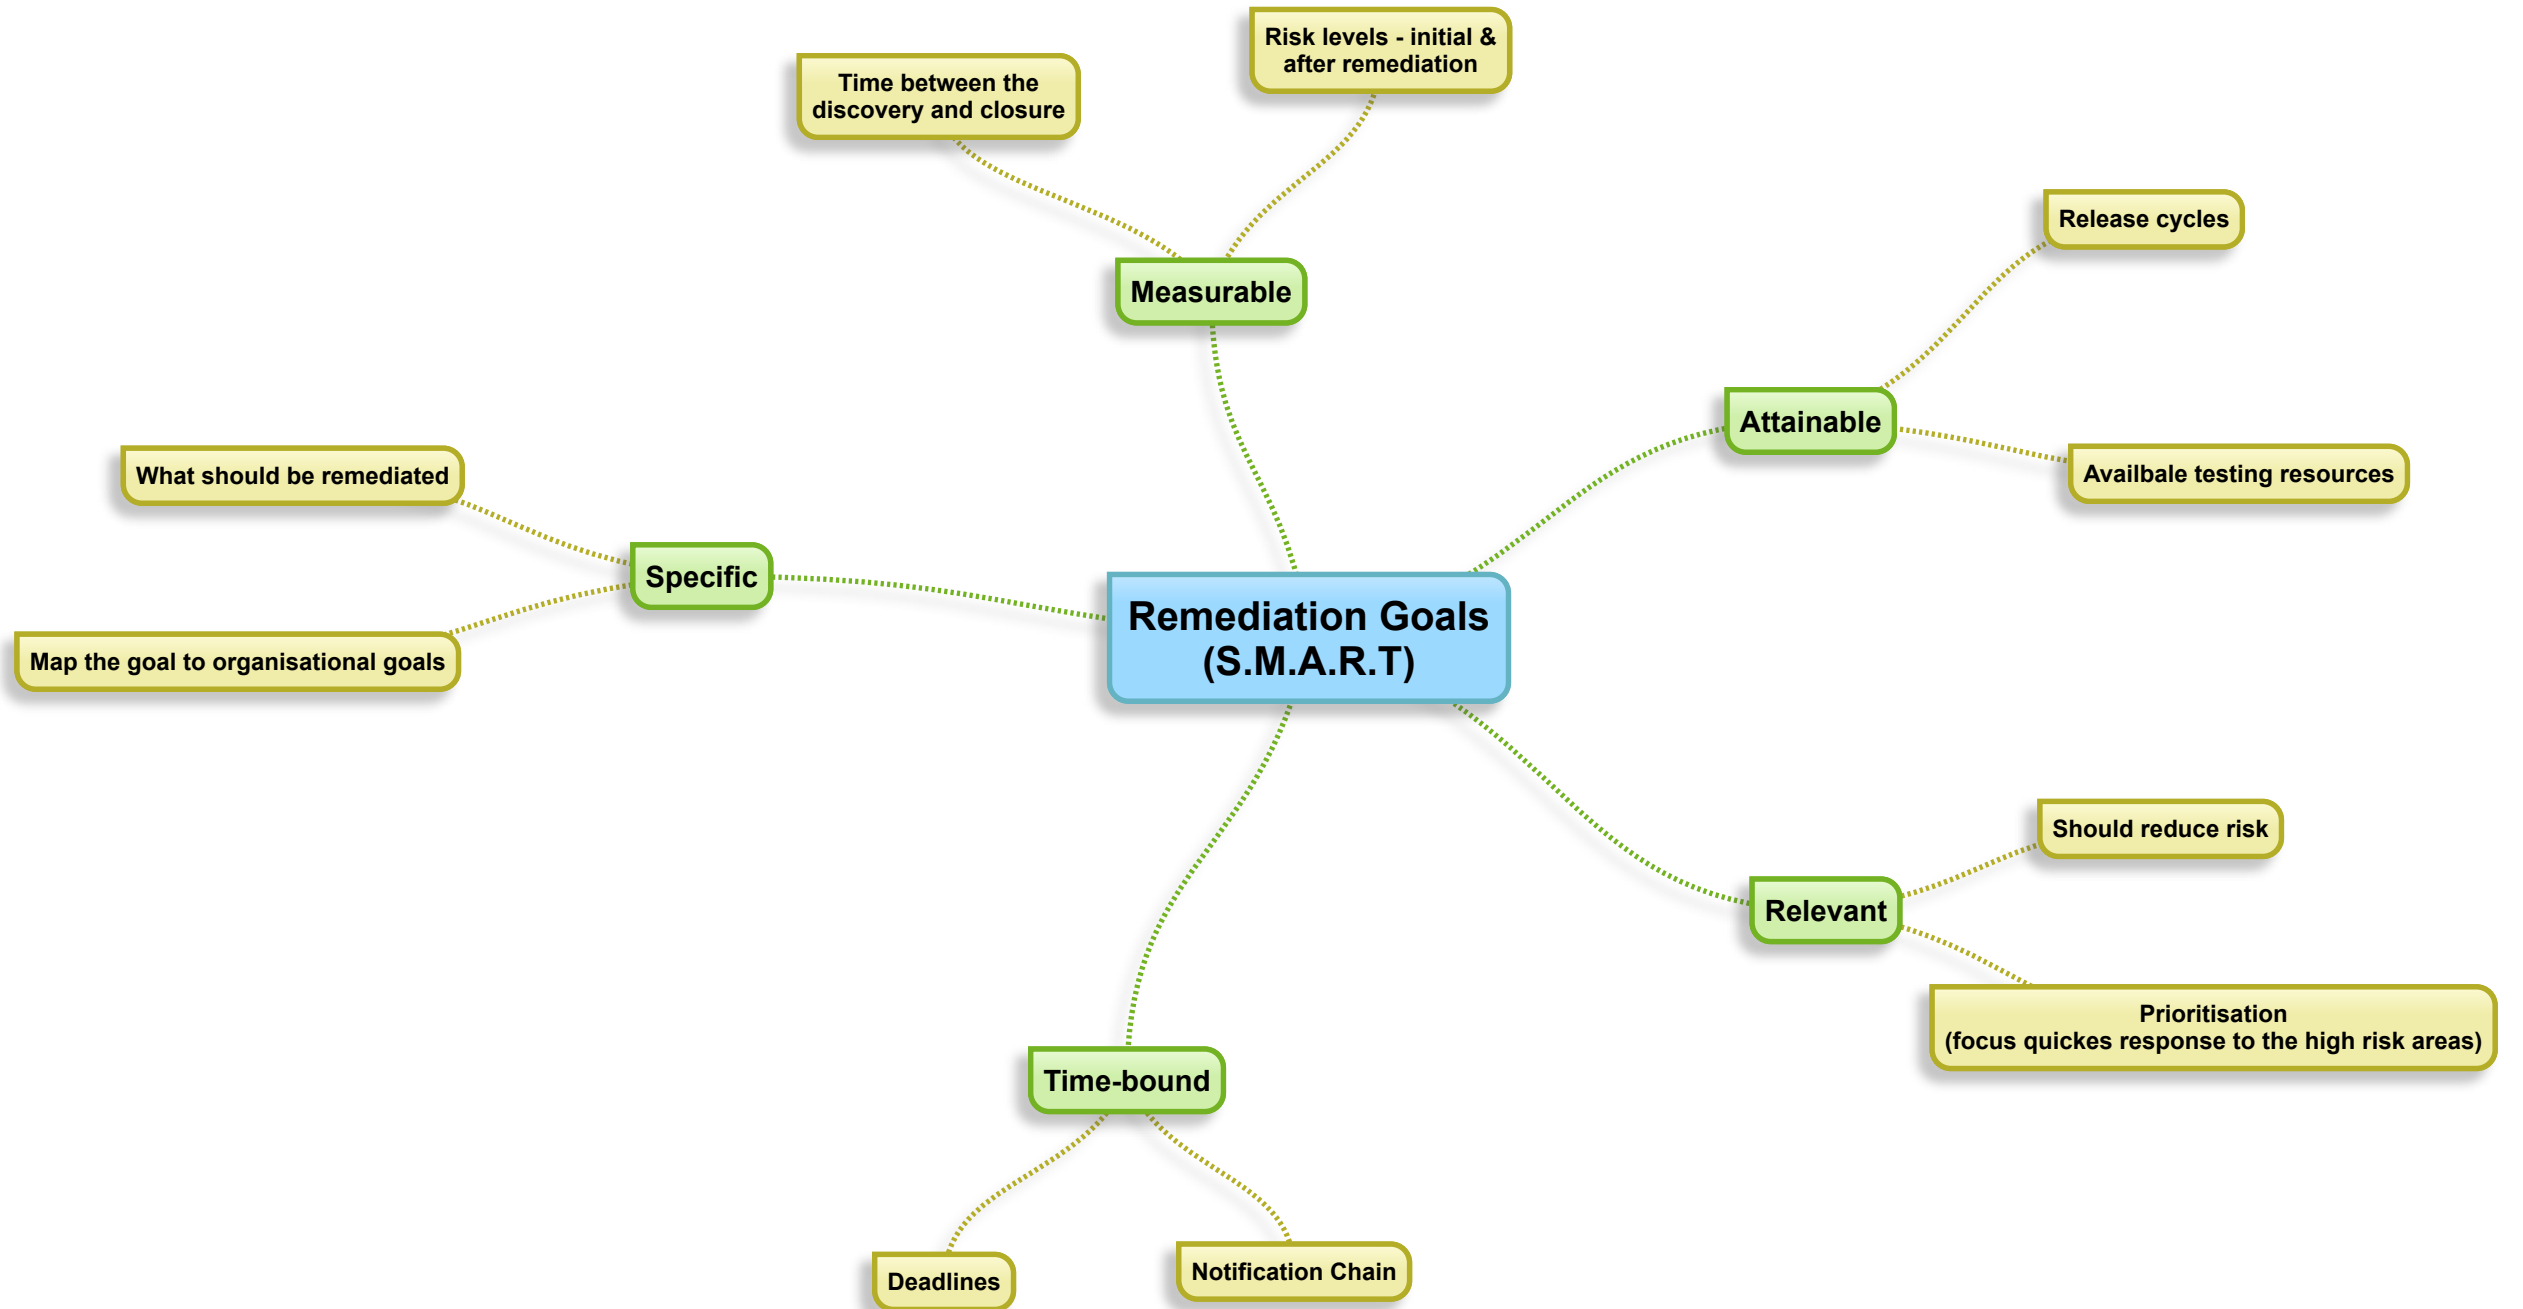 Risk levels - initial &
after remediation
Time between the
discovery and closure
Release cycles
Measurable
Attainable
Availbale testing resources
What should be remediated
Specific
Map the goal to organisational goals
Remediation Goals
(S.M.A.R.T)
Should reduce risk
Relevant
Prioritisation
(focus quickes response to the high risk areas)
Time-bound
Deadlines
Notification Chain